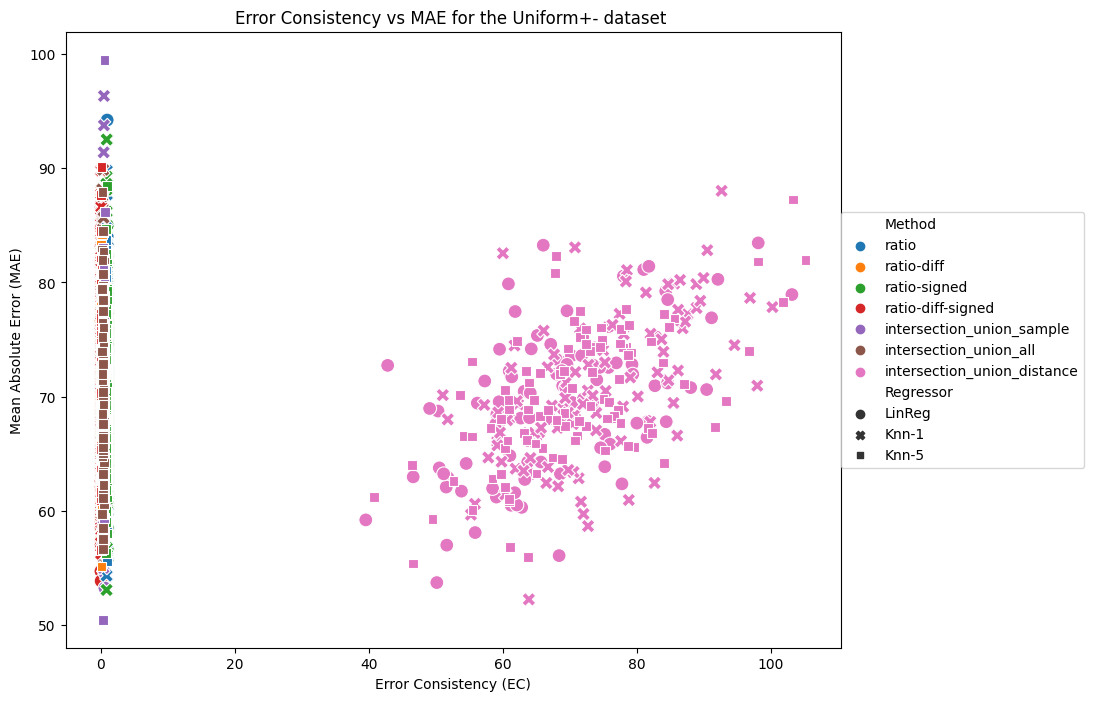 Error Consistency vs MAE for the Uniform+- dataset
Mean Absolute Error (MAE)
100
90
80
70
60
50
0
20
40
60
80
100
Error Consistency (EC)
Method
ratio
ratio-diff
ratio-signed
ratio-diff-signed
intersection_union_sample
intersection_union_all
intersection_union_distance
Regressor
LinReg
Knn-1
Knn-5